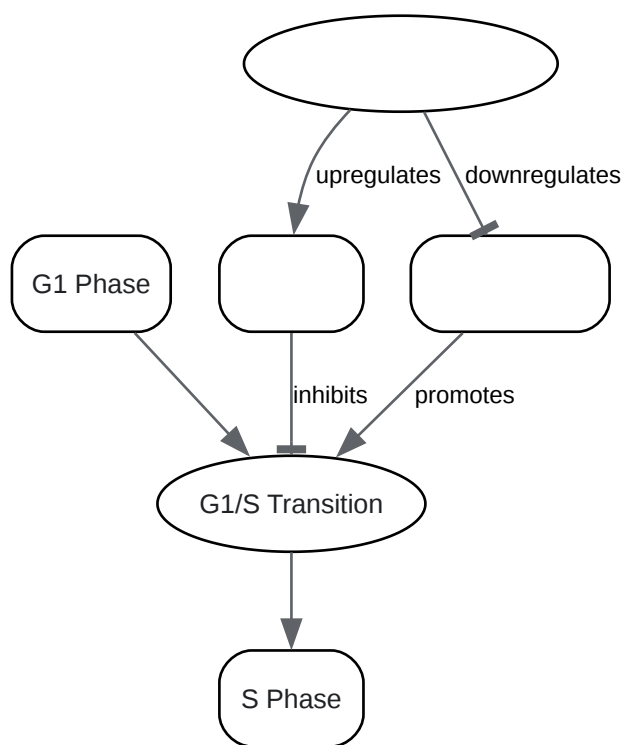 upregulates
downregulates
G1 Phase
inhibits
promotes
G1/S Transition
S Phase